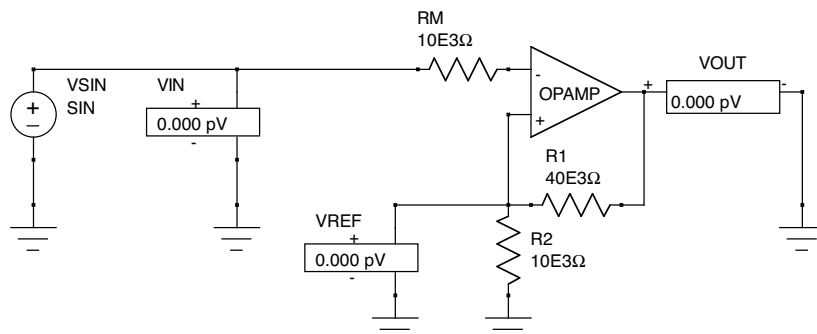 RM
10E3Ω
VSIN
SIN
+
–
VIN
+
0.000 pV
-
-
OPAMP
+
VOUT
+
-
0.000 pV
R1
40E3Ω
VREF
+
0.000 pV
-
R2
10E3Ω